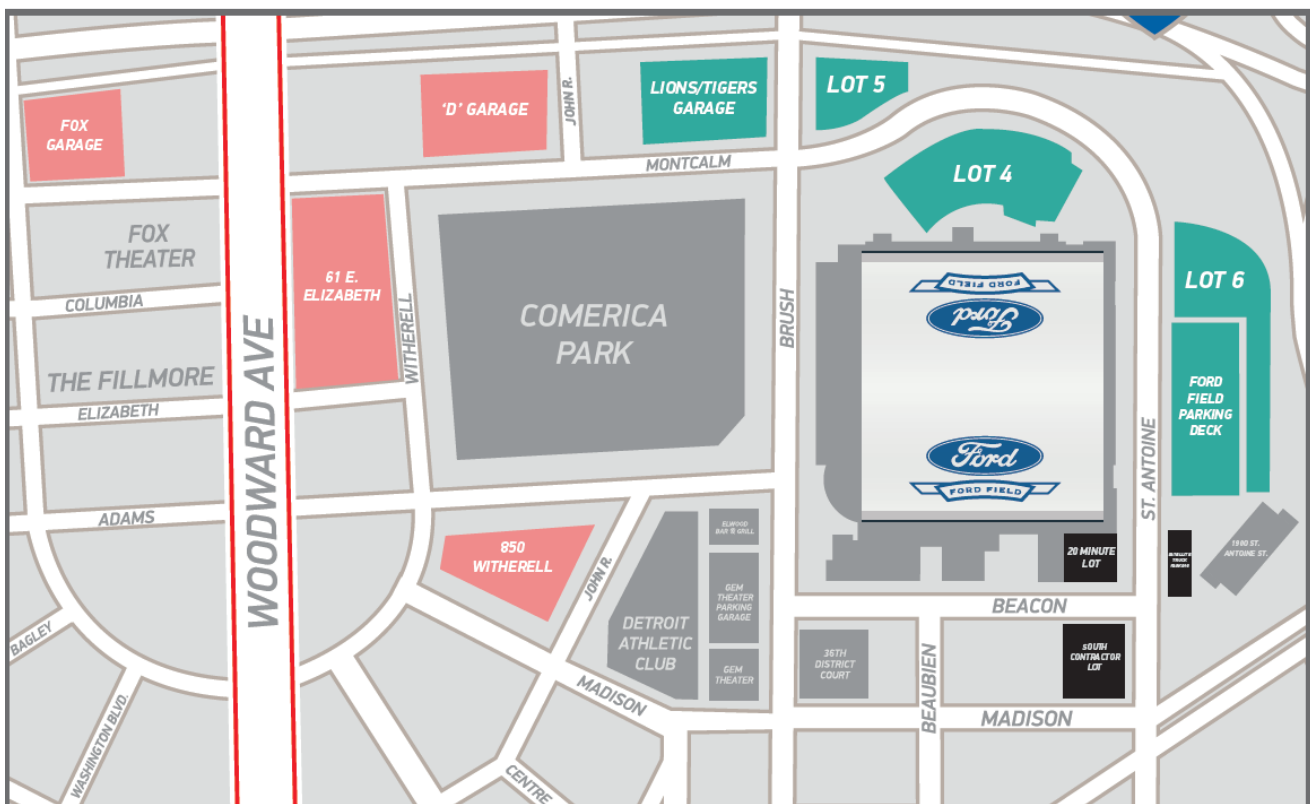 FOX
GARAGE
'D' GARAGE
JOHN R.
LIONS/TIGERS
GARAGE
LOT 5
MONTCALM
LOT 4
FOX
THEATER
61 E.
ELIZABETH
COLUMBIA
WITHERELL
COMERICA
PARK
BRUSH
FORD FIELD
Ford
LOT 6
THE FILLMORE
ELIZABETH
WOODWARD AVE
FORD
FIELD
PARKING
DECK
Ford
FORD FIELD
ST. ANTOINE
ADAMS
850
WITHERELL
JOHN R.
ELWOOD
BAR & GRILL
GEM
THEATER
PARKING
GARAGE
DETROIT
ATHLETIC
CLUB
GEM
THEATER
20 MINUTE
LOT
SATELLITE
TRUCK
PARKING
1900 ST.
ANTOINE ST.
BEACON
BAGLEY
WASHINGTON BLVD.
MADISON
36TH
DISTRICT
COURT
BEAUBIEN
SOUTH
CONTRACTOR
LOT
MADISON
CENTRE